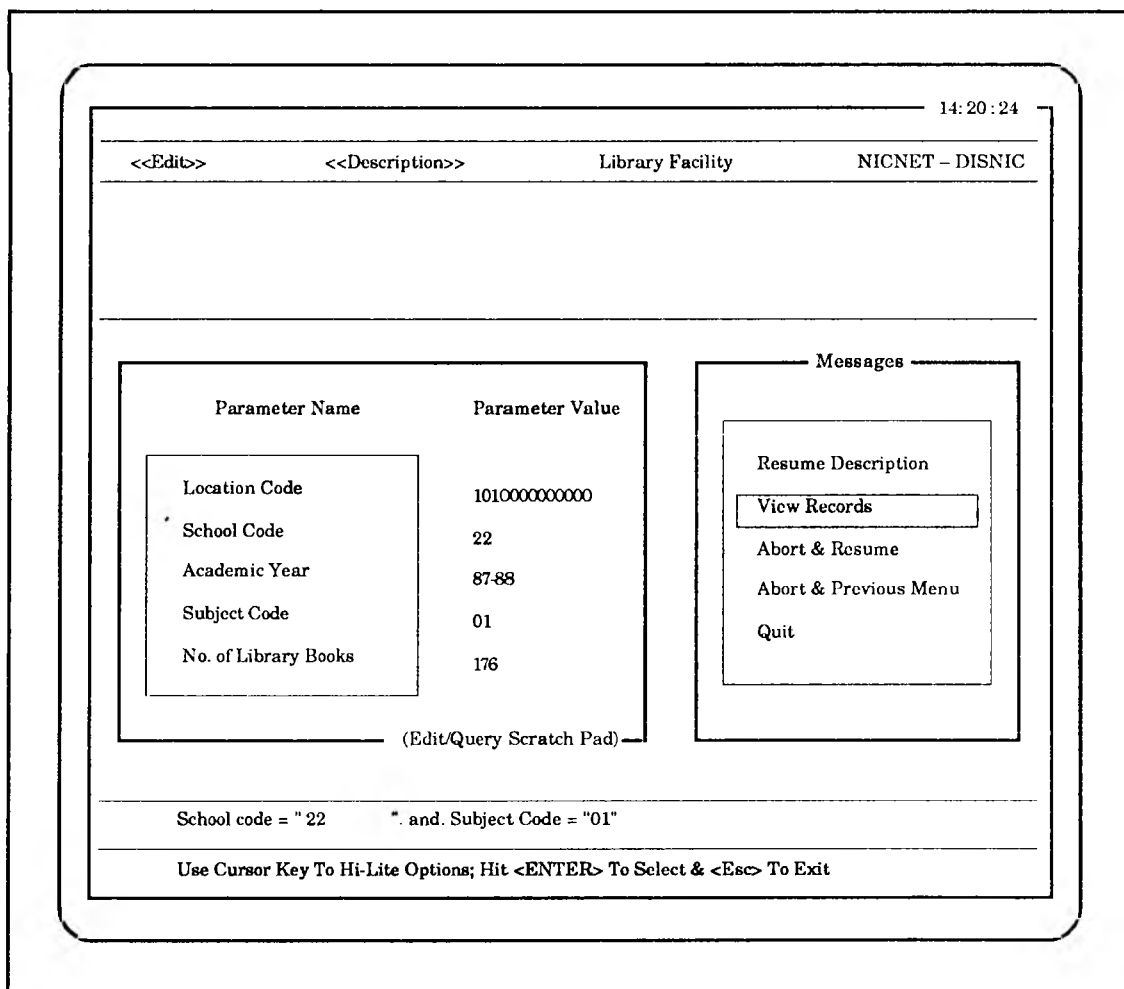 14:20:24
<<Edit>> <<Description>> Library Facility NICNET – DISNIC
Messages
Parameter Name Parameter Value
Location Code 1010000000000
School Code 22
Academic Year 87-88
Subject Code 01
No. of Library Books 176
(Edit/Query Scratch Pad)
Resume Description
View Records
Abort & Resume
Abort & Previous Menu
Quit
School code = " 22 ". and. Subject Code = "01"
Use Cursor Key To Hi-Lite Options; Hit <ENTER> To Select & <Esc> To Exit